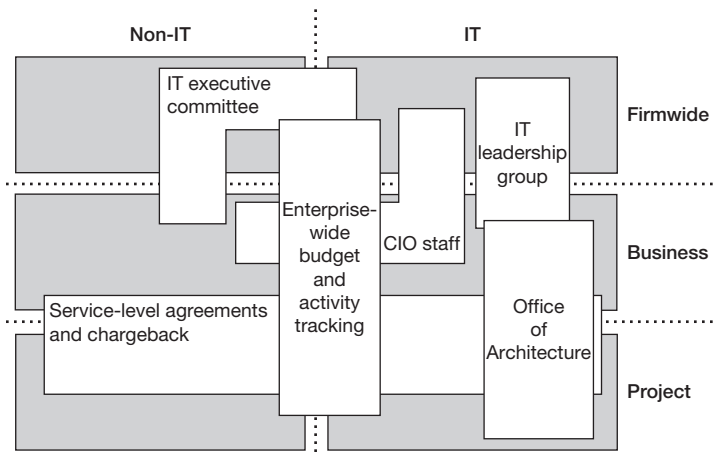 Non-IT
IT
IT executive
committee
Firmwide
IT
leadership
group
Enterprise-
wide
budget
and
activity
tracking
CIO staff
Business
Service-level agreements
and chargeback
Office
of
Architecture
Project